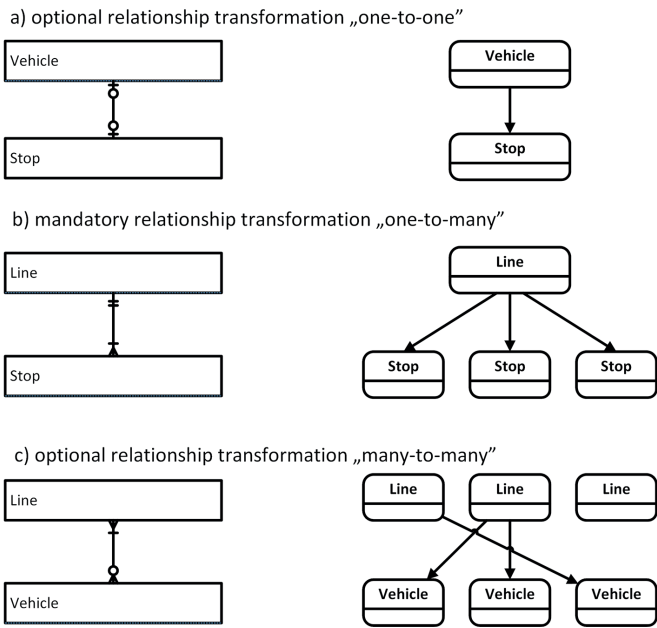 a) optional relationship transformation „one-to-one”
Vehicle
Vehicle
Stop
Stop
b) mandatory relationship transformation „one-to-many”
Line
Line
Stop
Stop Stop Stop
c) optional relationship transformation „many-to-many”
Line
Line Line Line
Vehicle
Vehicle Vehicle Vehicle